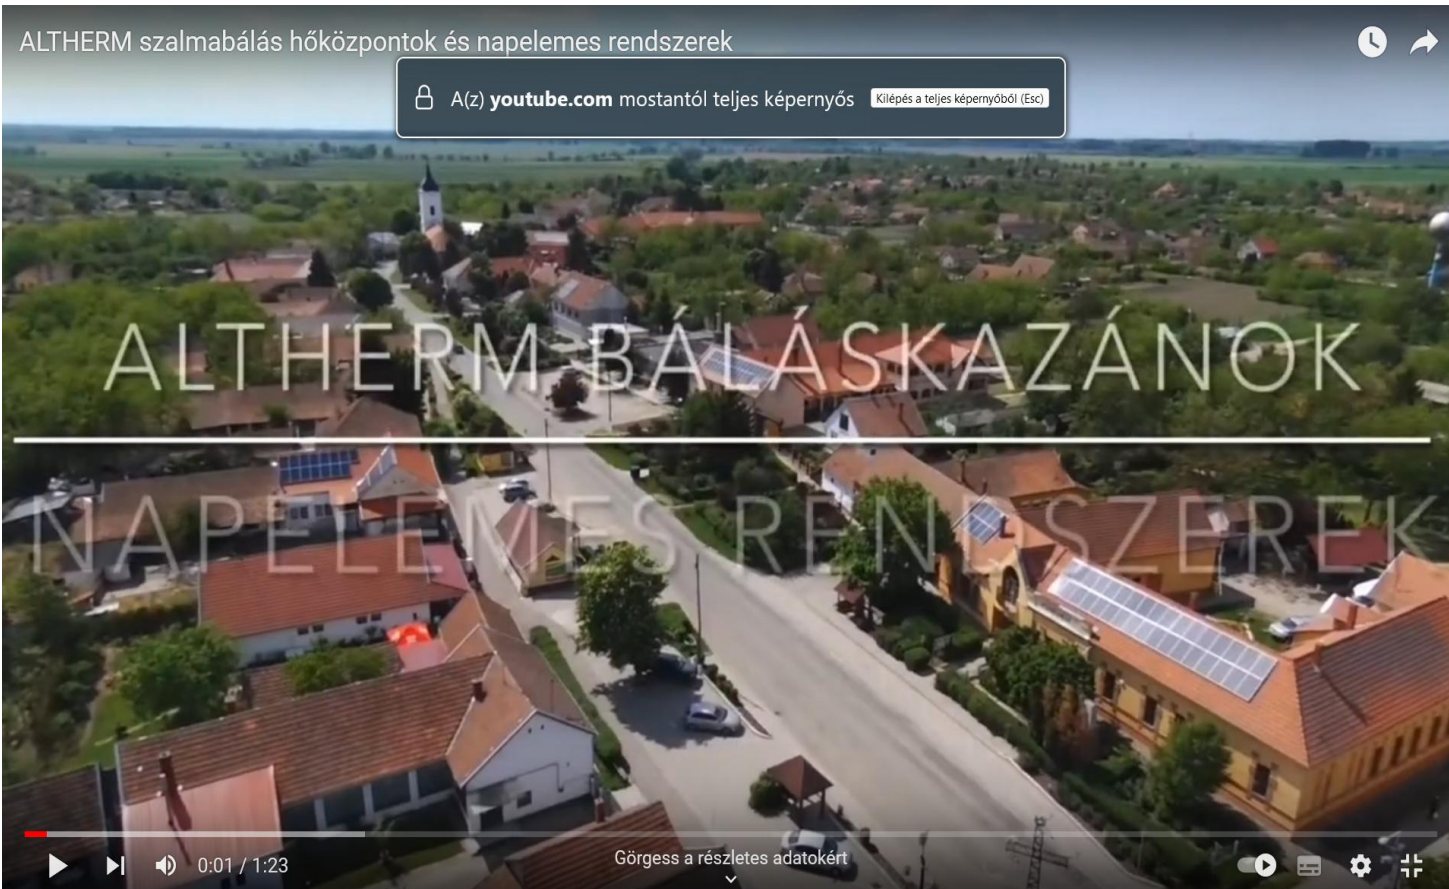 ALTHERM szalmabálás hőközpontok és napelemes rendszerek
A(z) youtube.com mostantól teljes képernyős Kilépés a teljes képernyőből (Esc)
ALTHERM BÁLÁSKAZÁNOK
NAPELEMES RENDSZEREK
0:01 / 1:23
Görgess a részletes adatokért